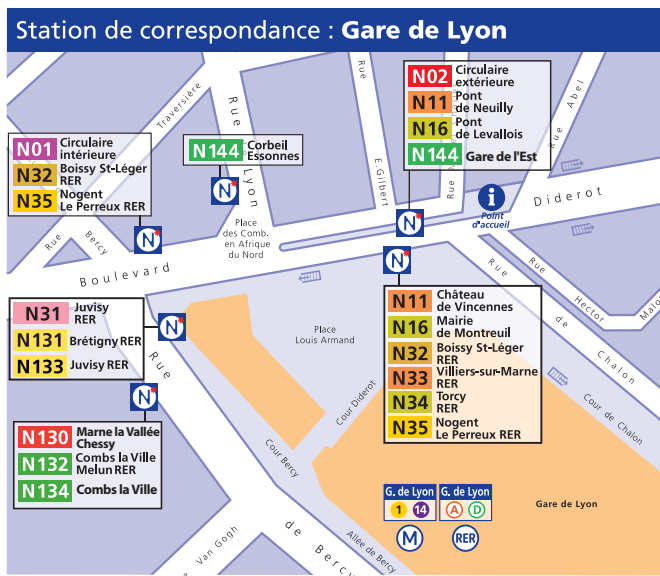 Station de correspondance : Gare de Lyon
N02 Circulaire
extérieure
N11 Pont
de Neuilly
N16 Pont
de Levallois
N144 Gare de l'Est
N01 Circulaire
intérieure
N32 Boissy St-Léger
RER
N35 Nogent
Le Perreux RER
N144 Corbeil
Essonnes
Rue
Traversière
Rue
Lyon
Rue
E.Gilbert
Rue
Rue Abel
i
Point
d'accueil
Diderot
N
N
N
N
Place
des Comb.
en Afrique
du Nord
Rue
Bercy
Boulevard
Rue
Hector
Malot
Rue
de
Chalon
N31 Juvisy
RER
N131 Brétigny RER
N133 Juvisy RER
N
Rue
Place
Louis Armand
N11 Château
de Vincennes
N16 Mairie
de Montreuil
N32 Boissy St-Léger
RER
N33 Villiers-sur-Marne
RER
N34 Torcy
RER
N35 Nogent
Le Perreux RER
N
N130 Marne la Vallée
Chessy
N132 Combs la Ville
Melun RER
N134 Combs la Ville
Cour Diderot
Cour Bercy
Cour de Chalon
Gare de Lyon
G. de Lyon
1 14
M
G. de Lyon
A D
RER
Allée de Bercy
de Bercy
Van Gogh